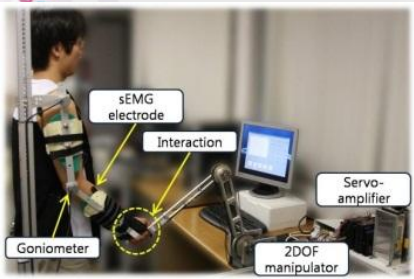 sEMG
electrode
Interaction
Servo-
amplifier
Goniometer
2DOF
manipulator